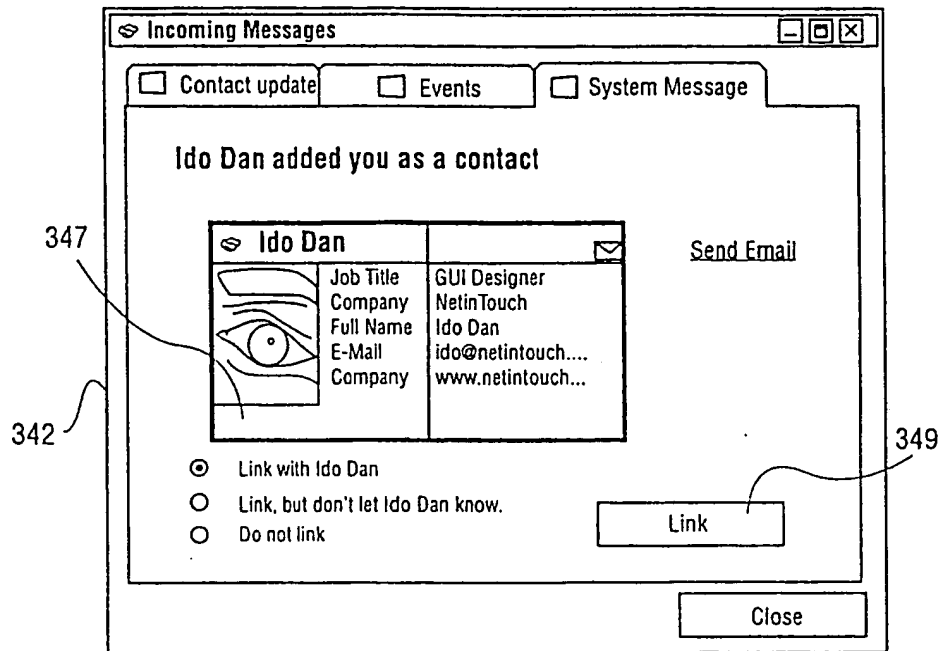 Incoming Messages
Contact update Events System Message
Ido Dan added you as a contact
347
Ido Dan
Send Email
Job Title GUI Designer
Company NetinTouch
Full Name Ido Dan
E-Mail ido@netintouch....
Company www.netintouch...
342
349
Link with Ido Dan
Link, but don't let Ido Dan know.
Link
Do not link
Close